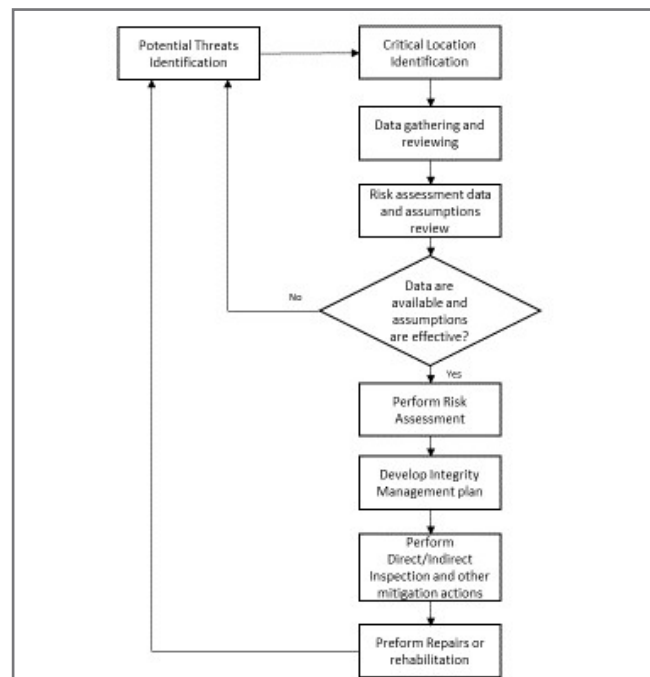 Potential Threats
Identification
Critical Location
Identification
Data gathering and
reviewing
Risk assessment data
and assumptions
review
Data are
available and
assumptions
are effective?
No
Yes
Perform Risk
Assessment
Develop Integrity
Management plan
Perform
Direct/Indirect
Inspection and other
mitigation actions
Preform Repairs or
rehabilitation